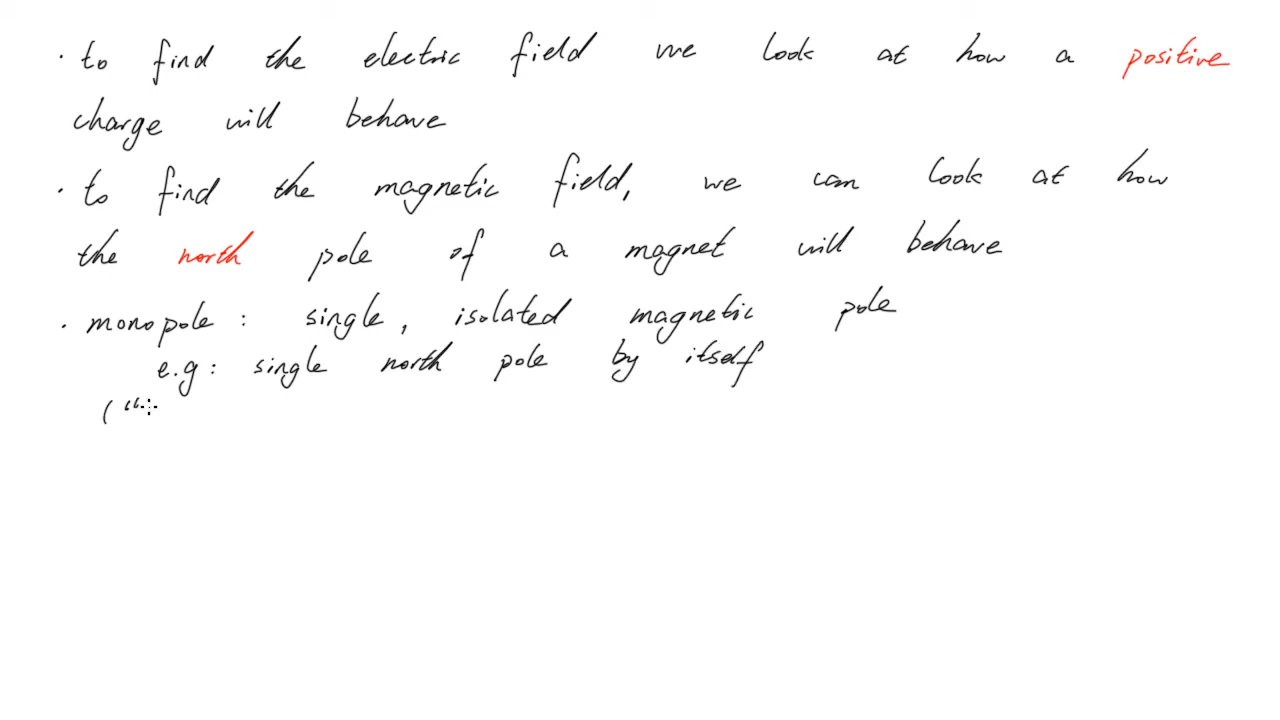 · to find the electric field we look at how a positive
charge will behave
· to find the magnetic field, we can look at how
the north pole of a magnet will behave
· monopole : single, isolated magnetic pole
e.g: single north pole by itself
("